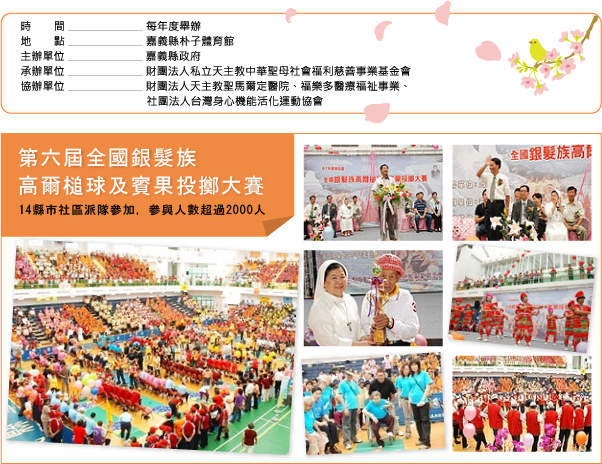 時　　間 每年度舉辦
地　　點 嘉義縣朴子體育館
主辦單位 嘉義縣政府
承辦單位 財團法人私立天主教中華聖母社會福利慈善事業基金會
協辦單位 財團法人天主教聖馬爾定醫院、福樂多醫療福祉事業、
社團法人台灣身心機能活化運動協會
第六屆全國銀髮族
高爾槌球及賓果投擲大賽
14縣市社區派隊參加，參與人數超過2000人
全國銀髮族高爾